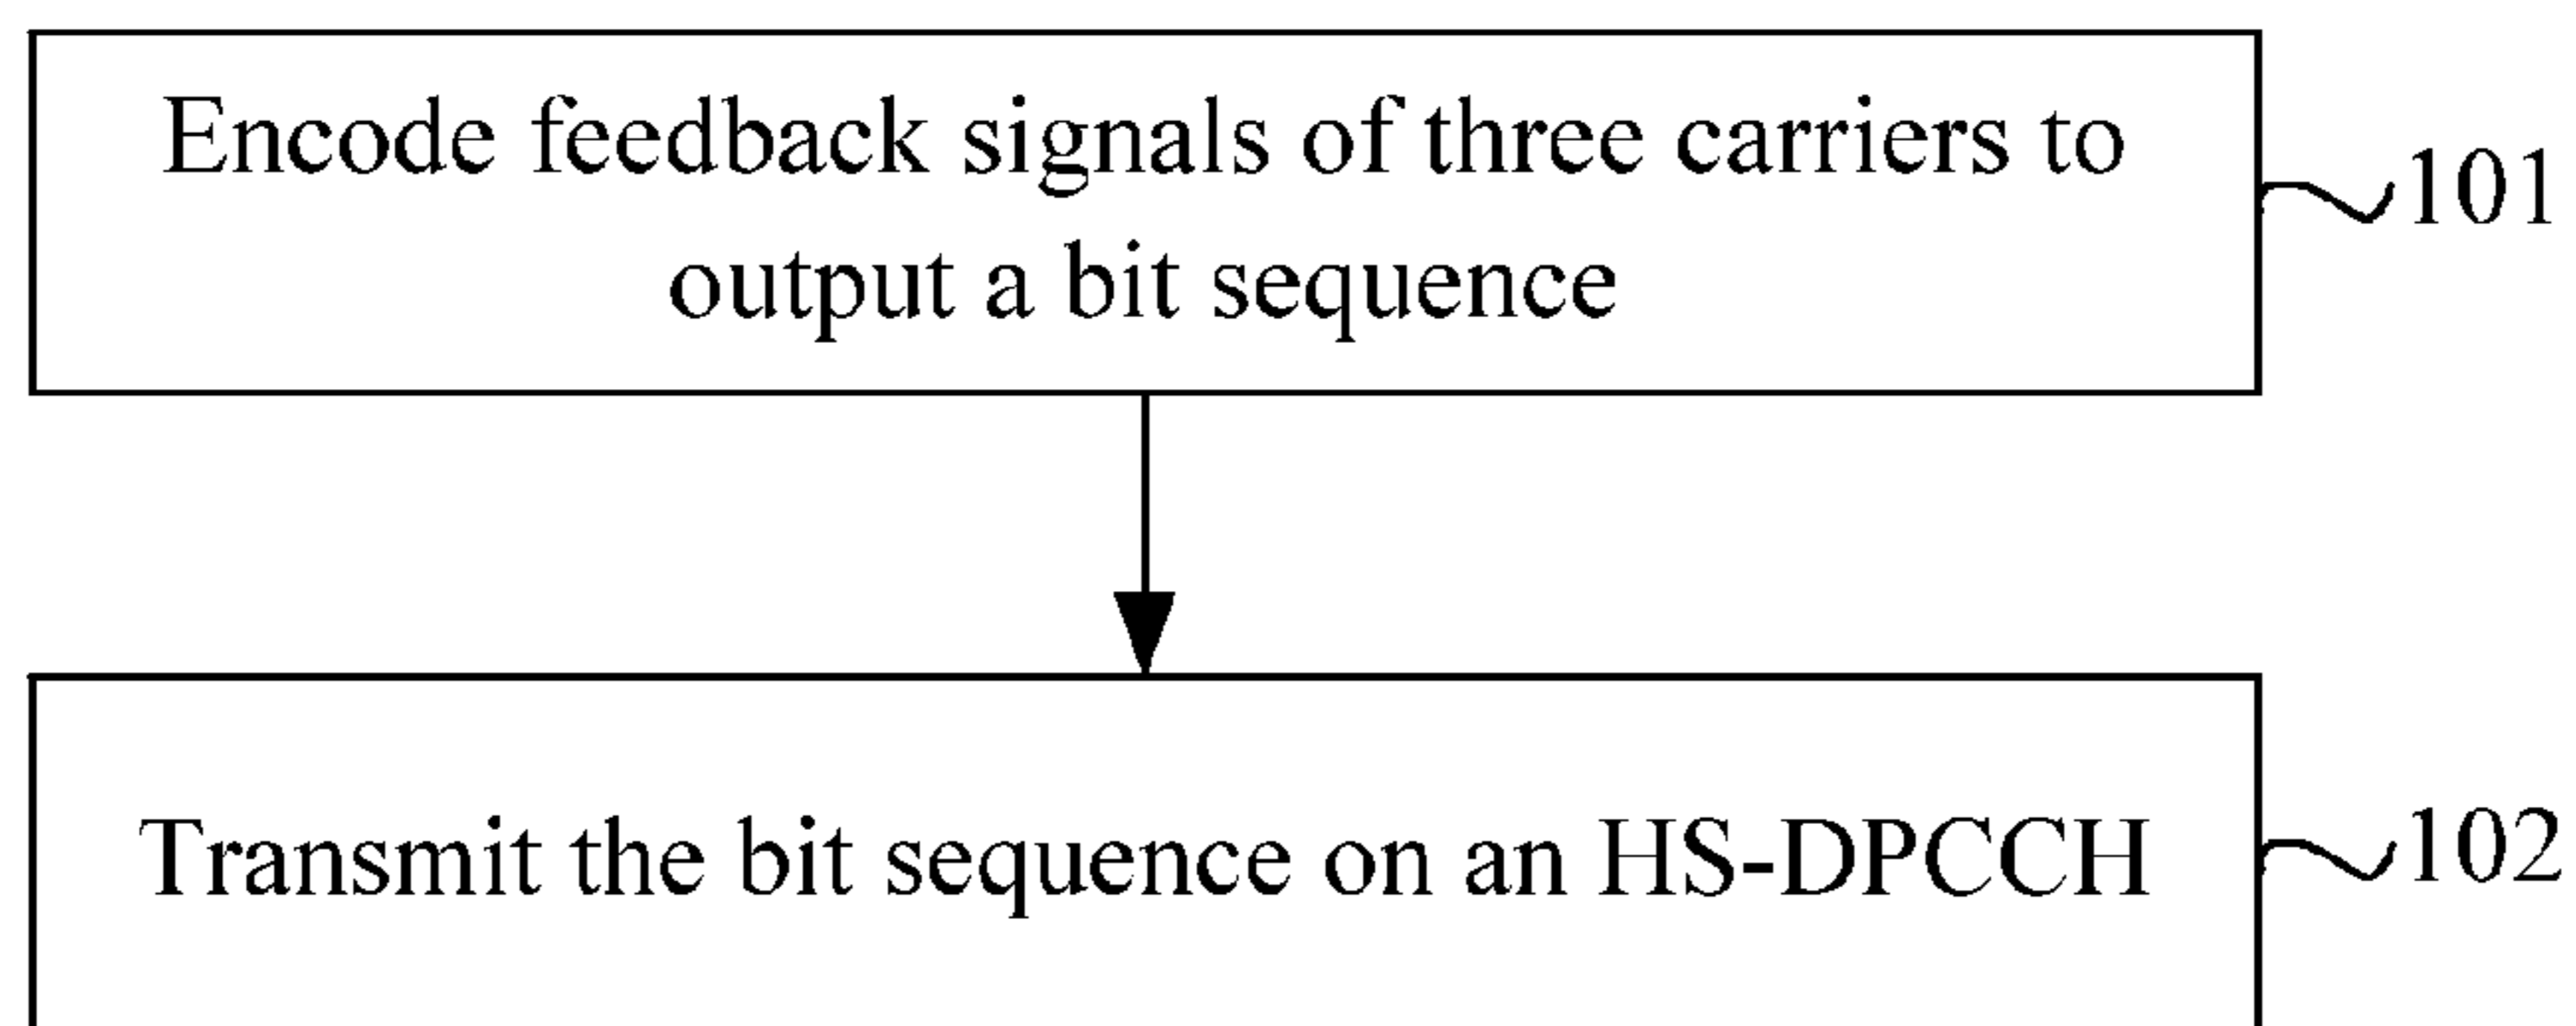 Encode feedback signals of three carriers to
output a bit sequence
101
Transmit the bit sequence on an HS-DPCCH
102